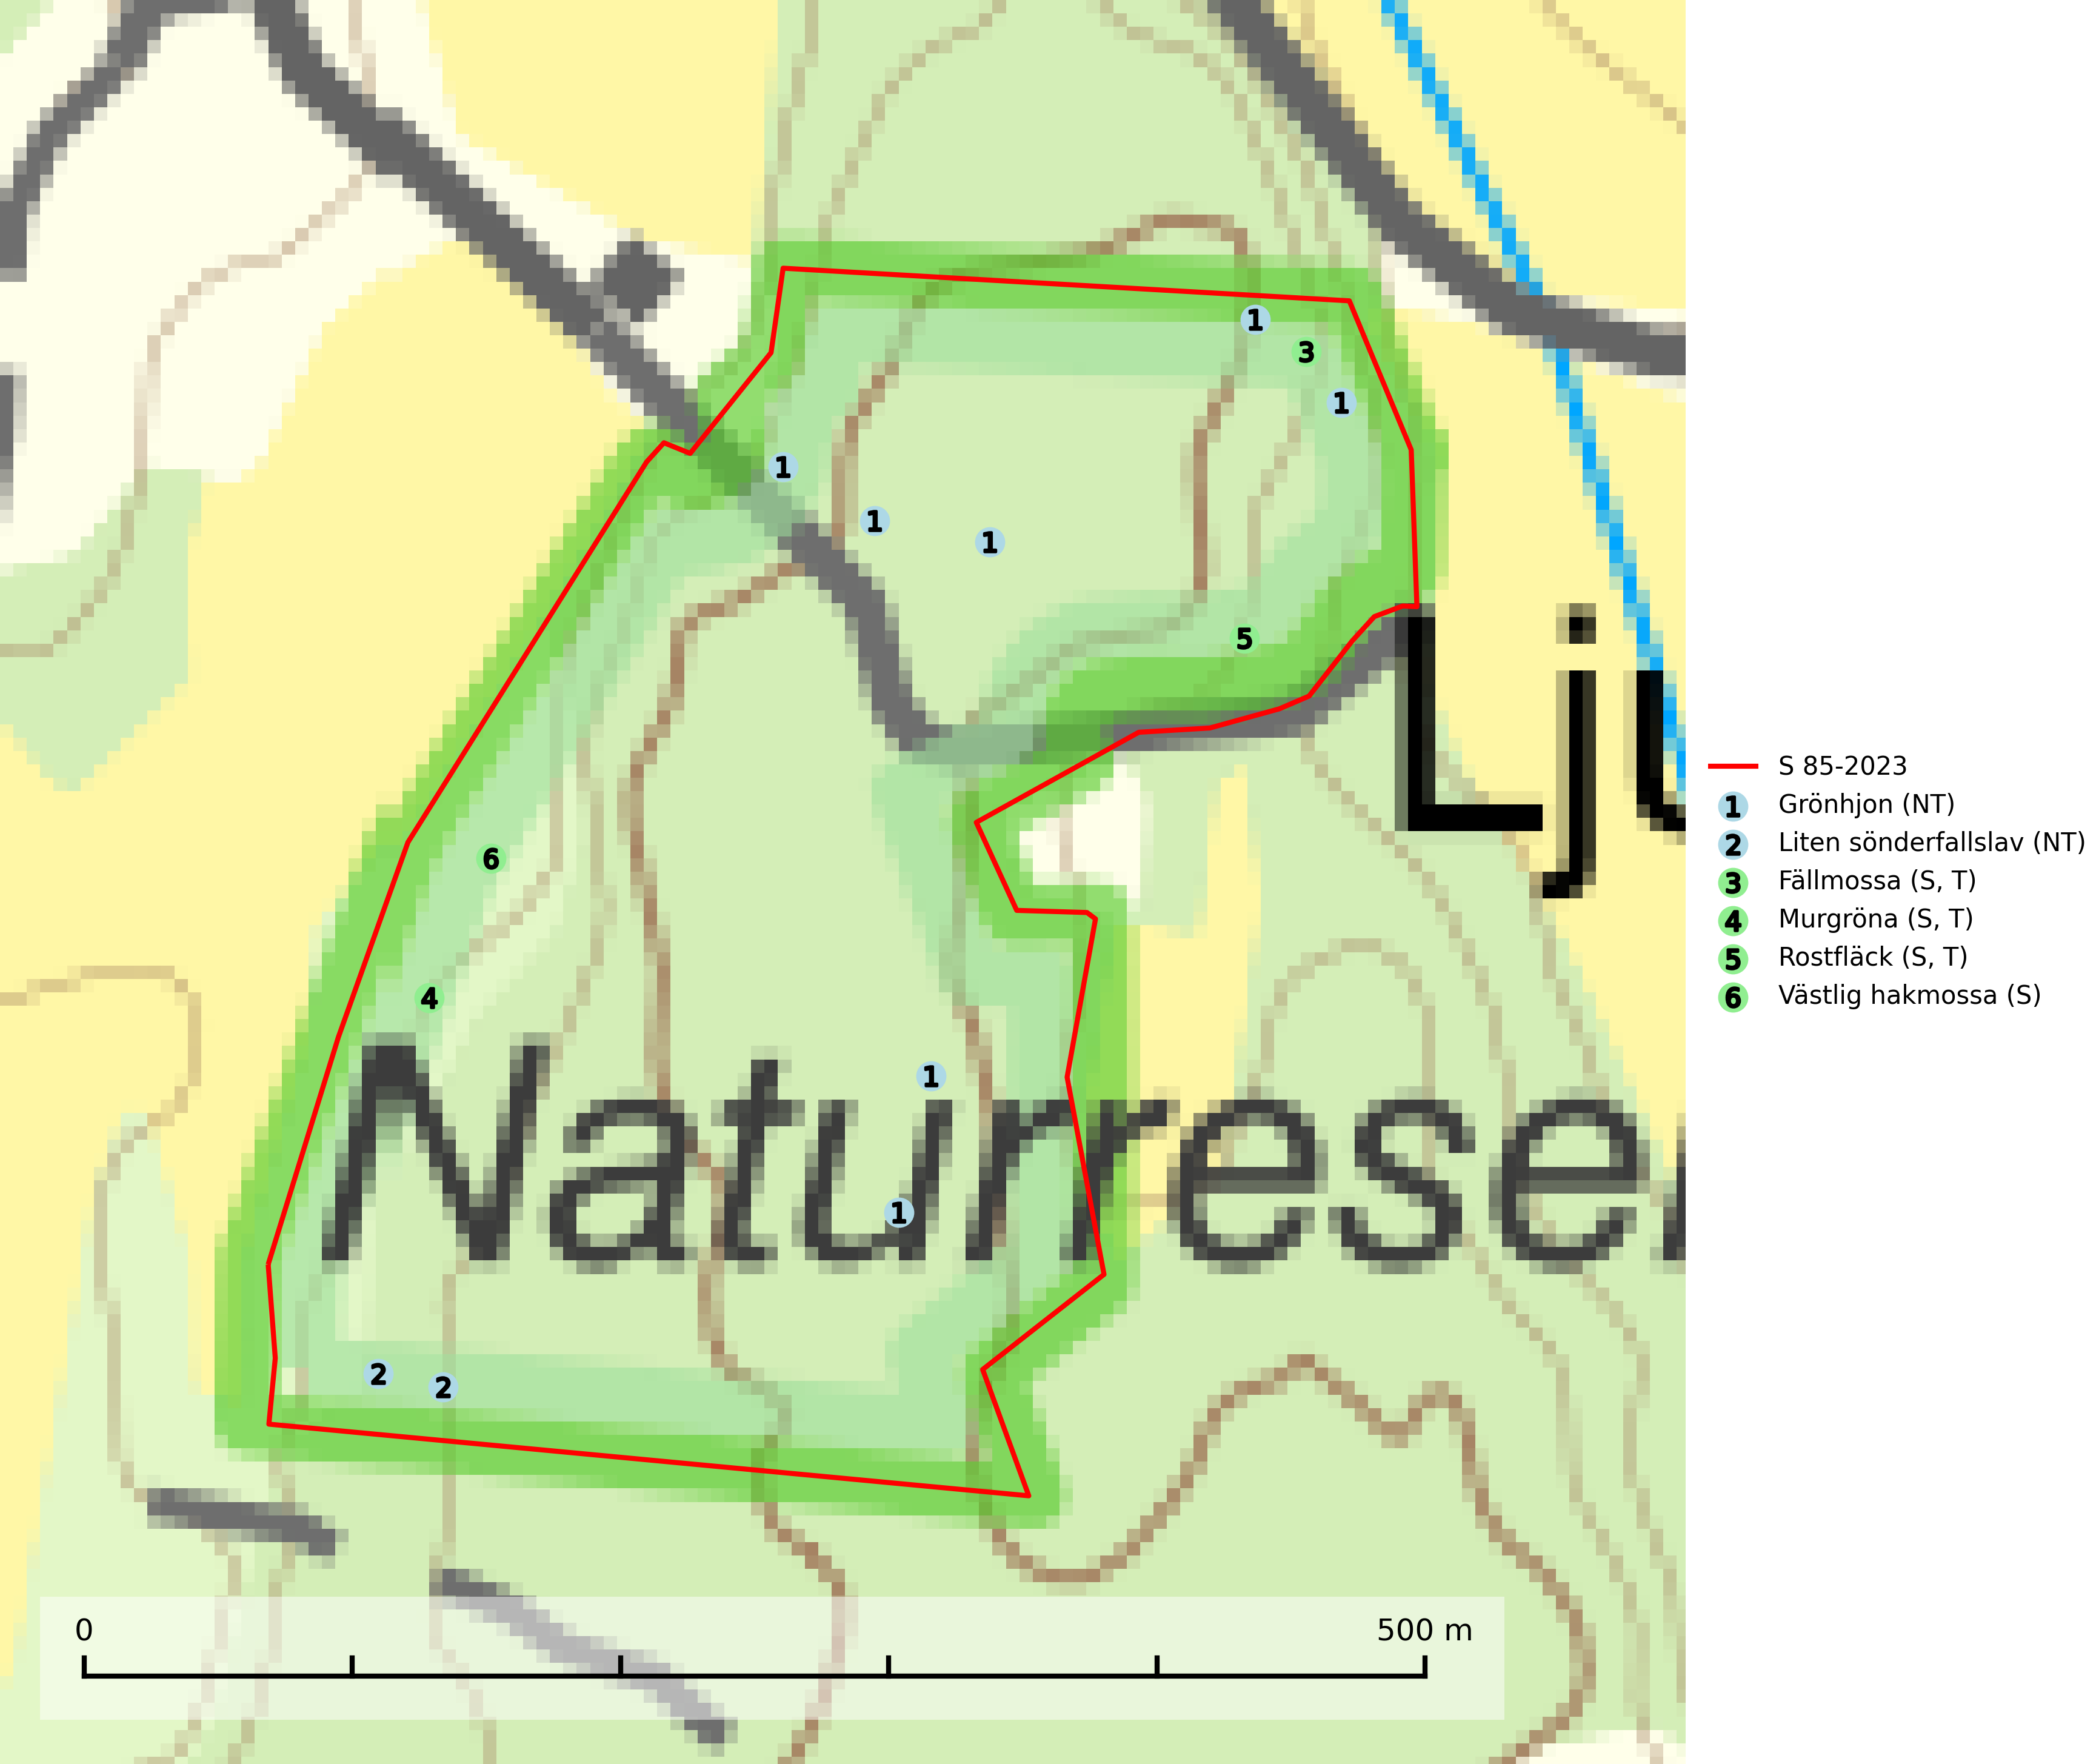 1
3
1
1
1
1
5
Lju
6
4
1
Naturrese
1
2
2
0 500 m
S 85-2023
1 Grönhjon (NT)
2 Liten sönderfallslav (NT)
3 Fällmossa (S, T)
4 Murgröna (S, T)
5 Rostfläck (S, T)
6 Västlig hakmossa (S)